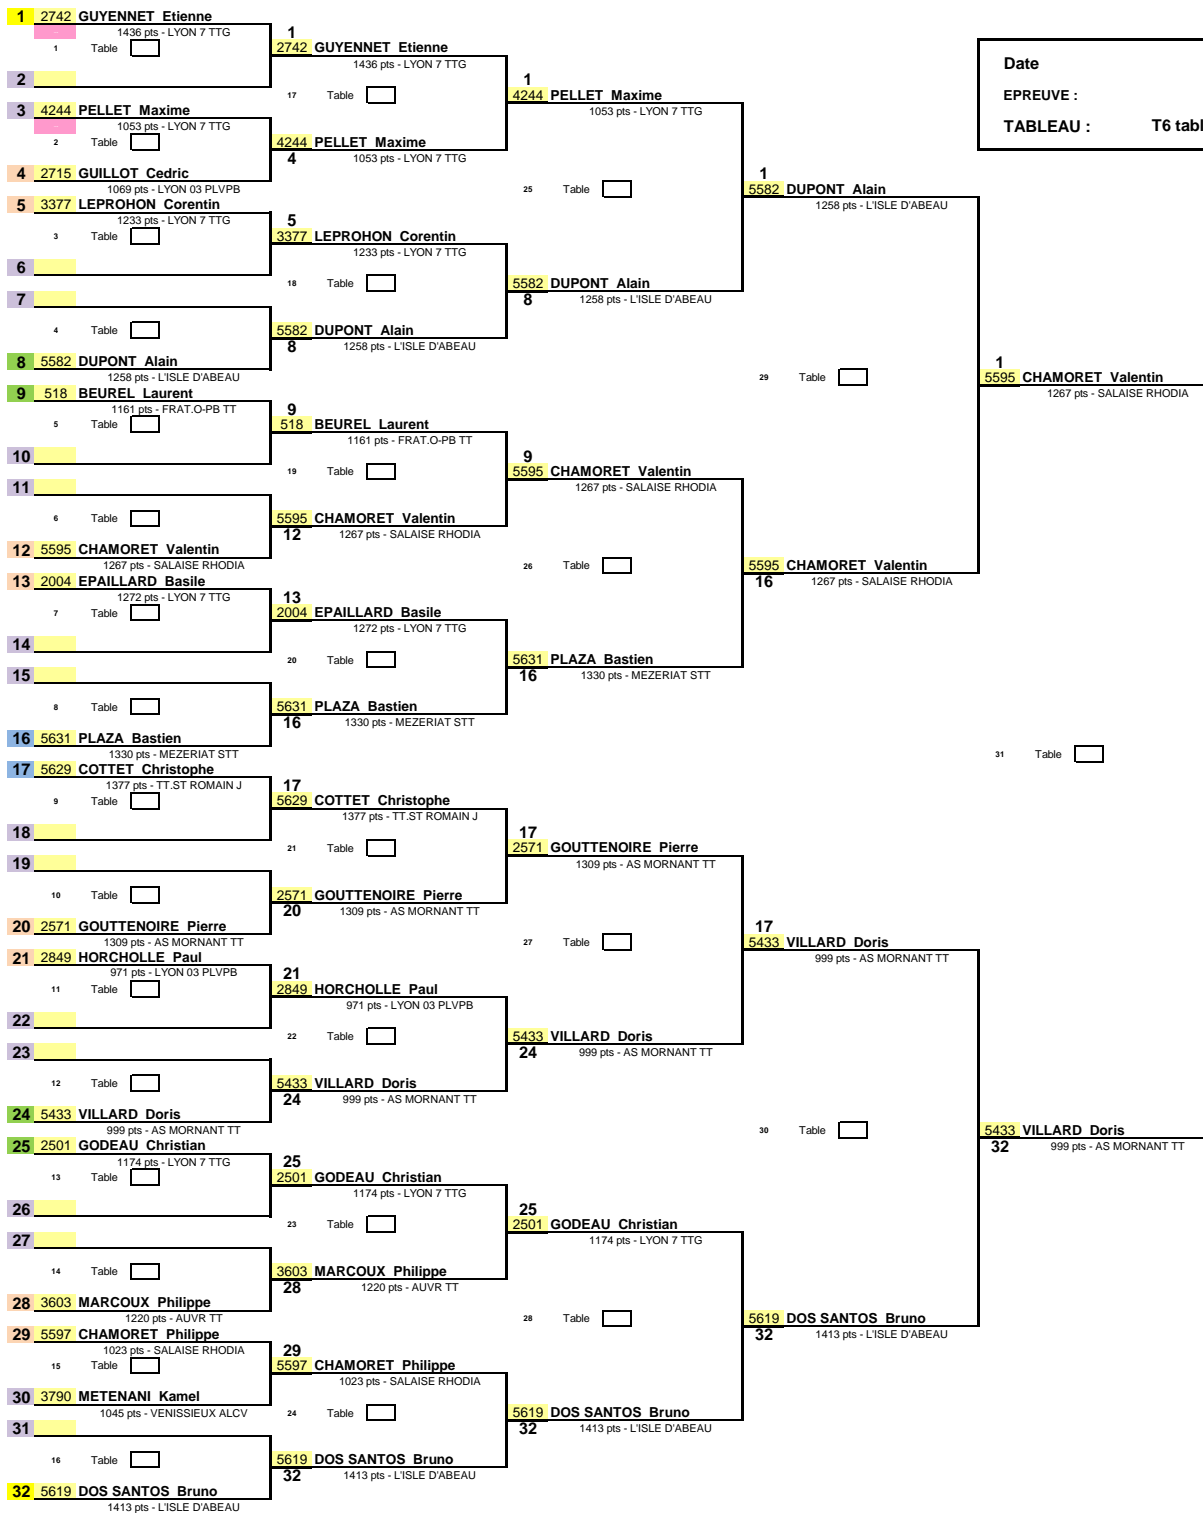 1 2742 GUYENNET Etienne
1436 pts - LYON 7 TTG
1 Table
2
3 4244 PELLET Maxime
1053 pts - LYON 7 TTG
2 Table
4 2715 GUILLOT Cedric
1069 pts - LYON 03 PLVPB
5 3377 LEPROHON Corentin
1233 pts - LYON 7 TTG
3 Table
6
7
4 Table
8 5582 DUPONT Alain
1258 pts - L'ISLE D'ABEAU
9 518 BEUREL Laurent
1161 pts - FRAT.O-PB TT
5 Table
10
11
6 Table
12 5595 CHAMORET Valentin
1267 pts - SALAISE RHODIA
13 2004 EPAILLARD Basile
1272 pts - LYON 7 TTG
7 Table
14
15
8 Table
16 5631 PLAZA Bastien
1330 pts - MEZERIAT STT
17 5629 COTTET Christophe
1377 pts - TT.ST ROMAIN J
9 Table
18
19
10 Table
20 2571 GOUTTENOIRE Pierre
1309 pts - AS MORNANT TT
21 2849 HORCHOLLE Paul
971 pts - LYON 03 PLVPB
11 Table
22
23
12 Table
24 5433 VILLARD Doris
999 pts - AS MORNANT TT
25 2501 GODEAU Christian
1174 pts - LYON 7 TTG
13 Table
26
27
14 Table
28 3603 MARCOUX Philippe
1220 pts - AUVR TT
29 5597 CHAMORET Philippe
1023 pts - SALAISE RHODIA
15 Table
30 3790 METENANI Kamel
1045 pts - VENISSIEUX ALCV
31
16 Table
32 5619 DOS SANTOS Bruno
1413 pts - L'ISLE D'ABEAU
1
2742 GUYENNET Etienne
1436 pts - LYON 7 TTG
17 Table
4244 PELLET Maxime
4 1053 pts - LYON 7 TTG
5
3377 LEPROHON Corentin
1233 pts - LYON 7 TTG
18 Table
5582 DUPONT Alain
8 1258 pts - L'ISLE D'ABEAU
9
518 BEUREL Laurent
1161 pts - FRAT.O-PB TT
19 Table
5595 CHAMORET Valentin
12 1267 pts - SALAISE RHODIA
13
2004 EPAILLARD Basile
1272 pts - LYON 7 TTG
20 Table
5631 PLAZA Bastien
16 1330 pts - MEZERIAT STT
17
5629 COTTET Christophe
1377 pts - TT.ST ROMAIN J
21 Table
2571 GOUTTENOIRE Pierre
20 1309 pts - AS MORNANT TT
21
2849 HORCHOLLE Paul
971 pts - LYON 03 PLVPB
22 Table
5433 VILLARD Doris
24 999 pts - AS MORNANT TT
25
2501 GODEAU Christian
1174 pts - LYON 7 TTG
23 Table
3603 MARCOUX Philippe
28 1220 pts - AUVR TT
29
5597 CHAMORET Philippe
1023 pts - SALAISE RHODIA
24 Table
5619 DOS SANTOS Bruno
32 1413 pts - L'ISLE D'ABEAU
1
4244 PELLET Maxime
1053 pts - LYON 7 TTG
25 Table
5582 DUPONT Alain
8 1258 pts - L'ISLE D'ABEAU
9
5595 CHAMORET Valentin
1267 pts - SALAISE RHODIA
26 Table
5631 PLAZA Bastien
16 1330 pts - MEZERIAT STT
17
2571 GOUTTENOIRE Pierre
1309 pts - AS MORNANT TT
27 Table
5433 VILLARD Doris
24 999 pts - AS MORNANT TT
25
2501 GODEAU Christian
1174 pts - LYON 7 TTG
28 Table
5619 DOS SANTOS Bruno
32 1413 pts - L'ISLE D'ABEAU
1
5582 DUPONT Alain
1258 pts - L'ISLE D'ABEAU
29 Table
5595 CHAMORET Valentin
16 1267 pts - SALAISE RHODIA
17
5433 VILLARD Doris
999 pts - AS MORNANT TT
30 Table
5619 DOS SANTOS Bruno
32 1413 pts - L'ISLE D'ABEAU
Date
EPREUVE :
TABLEAU : T6 tabl
1
5595 CHAMORET Valentin
1267 pts - SALAISE RHODIA
31 Table
5433 VILLARD Doris
32 999 pts - AS MORNANT TT